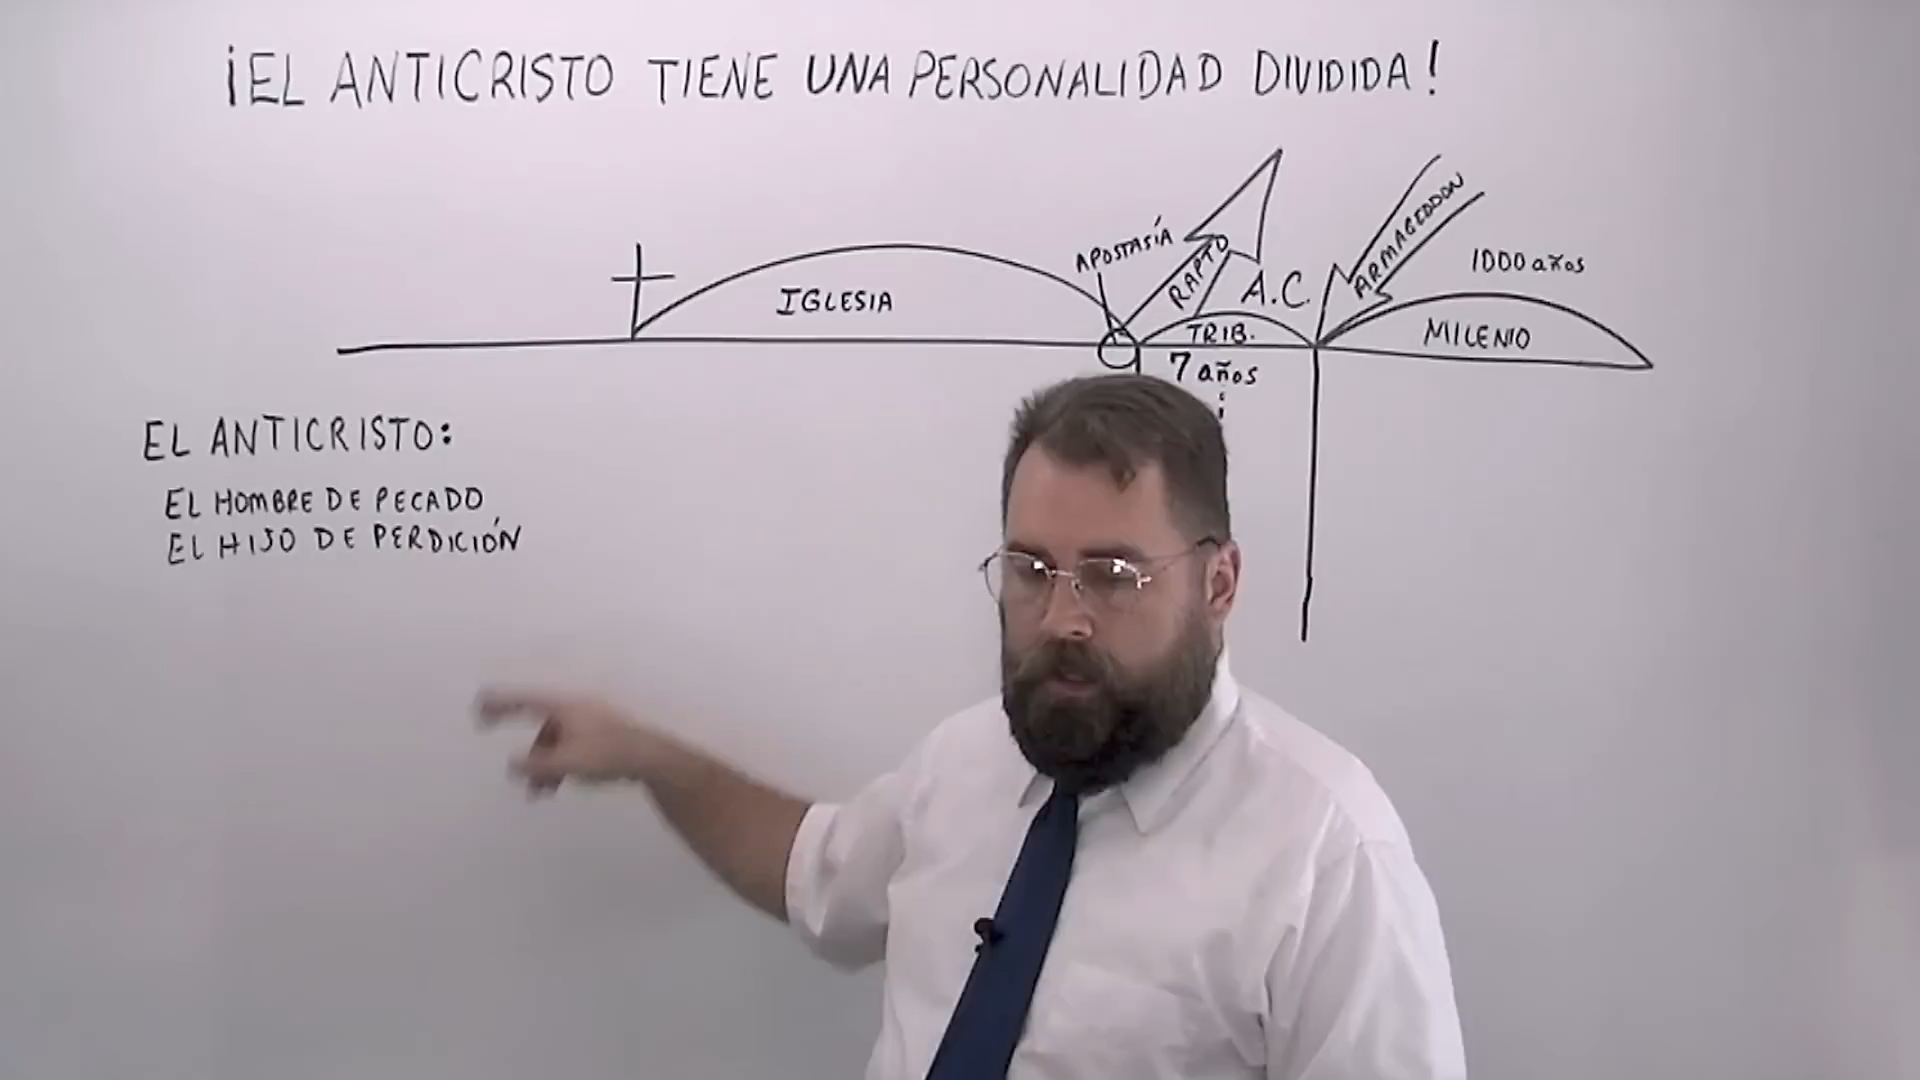 ¡EL ANTICRISTO TIENE UNA PERSONALIDAD DIVIDIDA!
APOSTASÍA
RAPTO
A.C.
ARMAGEDDON
1000 años
IGLESIA
TRIB.
MILENIO
7 años
EL ANTICRISTO:
EL HOMBRE DE PECADO
EL HIJO DE PERDICIÓN